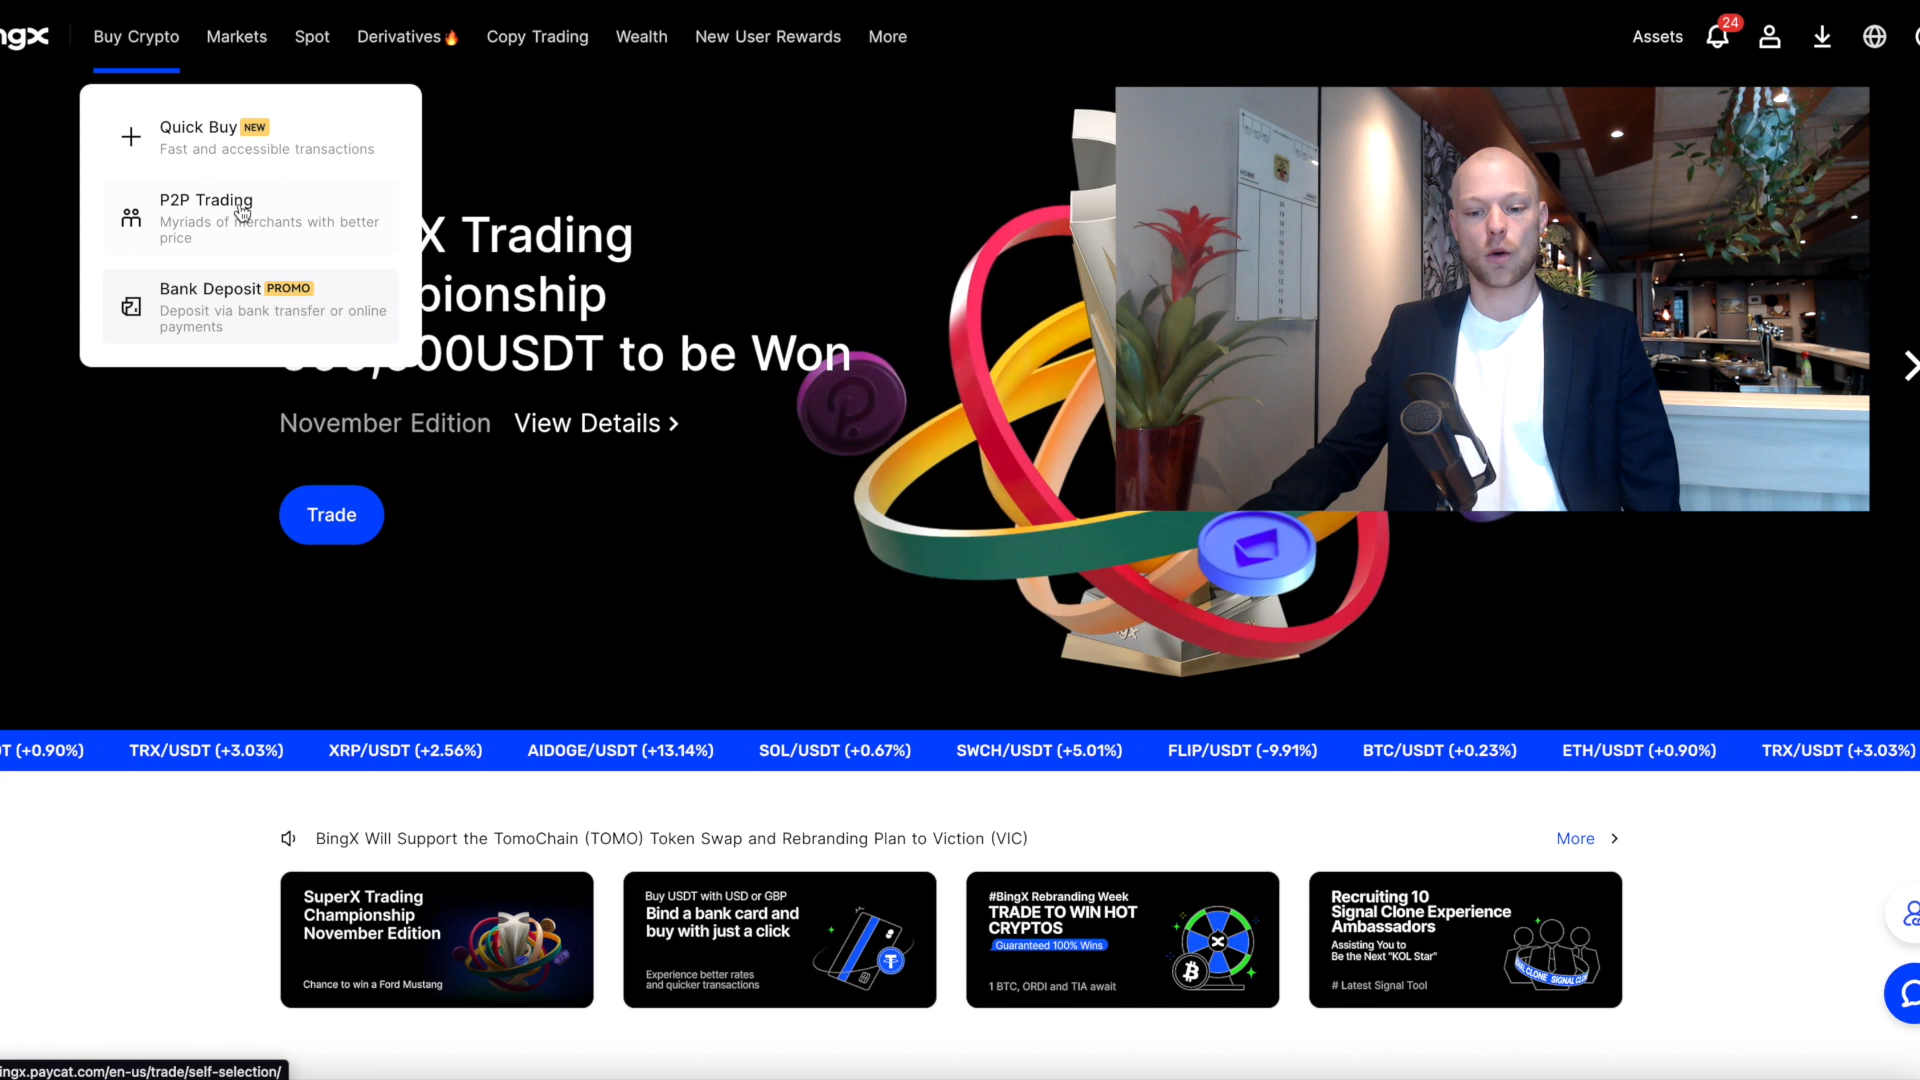 ngX
Buy Crypto
Markets
Spot
Derivatives
Copy Trading
Wealth
New User Rewards
More
Assets
24
Quick Buy NEW
Fast and accessible transactions
P2P Trading
Myriads of merchants with better
price
Bank Deposit PROMO
Deposit via bank transfer or online
payments
X Trading
pionship
00USDT to be Won
November Edition View Details >
Trade
HOME
T (+0.90%) TRX/USDT (+3.03%) XRP/USDT (+2.56%) AIDOGE/USDT (+13.14%) SOL/USDT (+0.67%) SWCH/USDT (+5.01%) FLIP/USDT (-9.91%) BTC/USDT (+0.23%) ETH/USDT (+0.90%) TRX/USDT (+3.03%)
BingX Will Support the TomoChain (TOMO) Token Swap and Rebranding Plan to Viction (VIC)
More >
SuperX Trading
Championship
November Edition
Chance to win a Ford Mustang
Buy USDT with USD or GBP
Bind a bank card and
buy with just a click
Experience better rates
and quicker transactions
#BingX Rebranding Week
TRADE TO WIN HOT
CRYPTOS
Guaranteed 100% Wins
1 BTC, ORDI and TIA await
Recruiting 10
Signal Clone Experience
Ambassadors
Assisting You to
Be the Next "KOL Star"
# Latest Signal Tool
ingx.paycat.com/en-us/trade/self-selection/